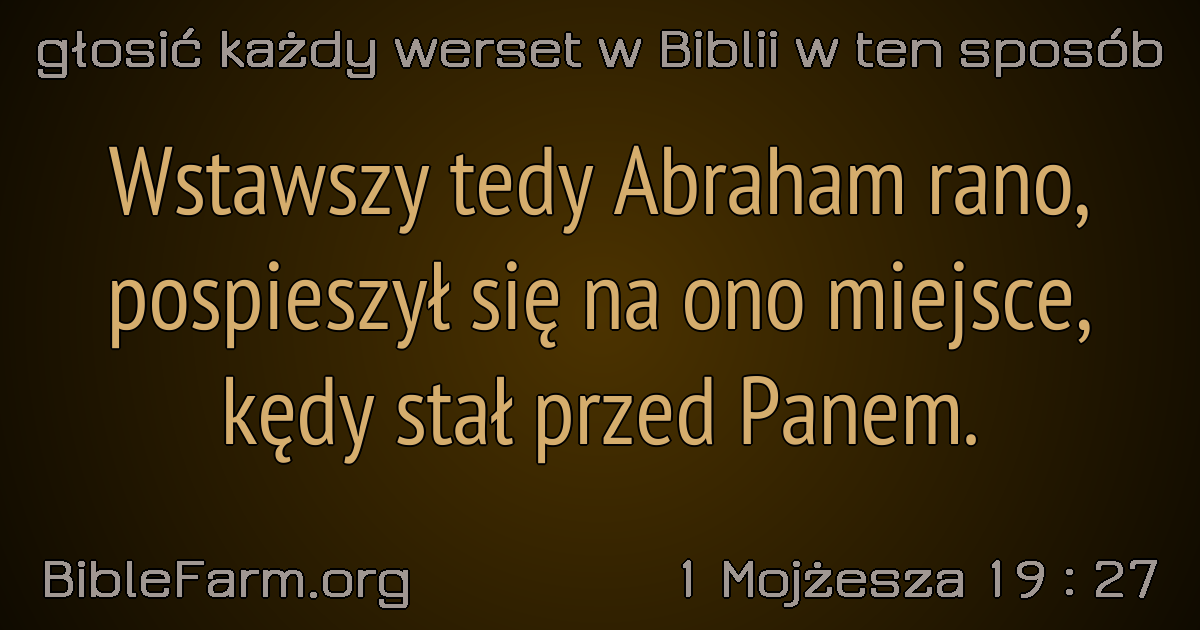 głosić każdy werset w Biblii w ten sposób
Wstawszy tedy Abraham rano,
pospieszył się na ono miejsce,
kędy stał przed Panem.
BibleFarm.org
1 Mojżesza 19 : 27